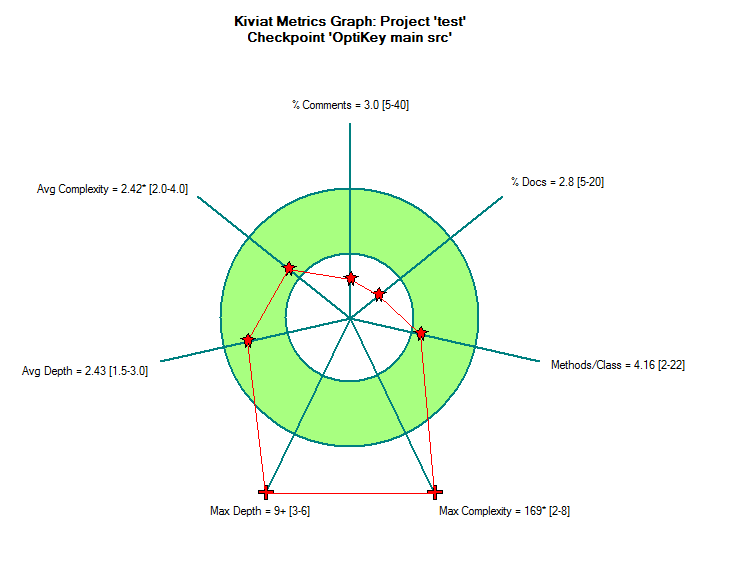 Kiviat Metrics Graph: Project 'test'
Checkpoint 'OptiKey main src'
% Comments = 3.0 [5-40]
% Docs = 2.8 [5-20]
Avg Complexity = 2.42* [2.0-4.0]
Methods/Class = 4.16 [2-22]
Avg Depth = 2.43 [1.5-3.0]
Max Depth = 9+ [3-6]
Max Complexity = 169* [2-8]